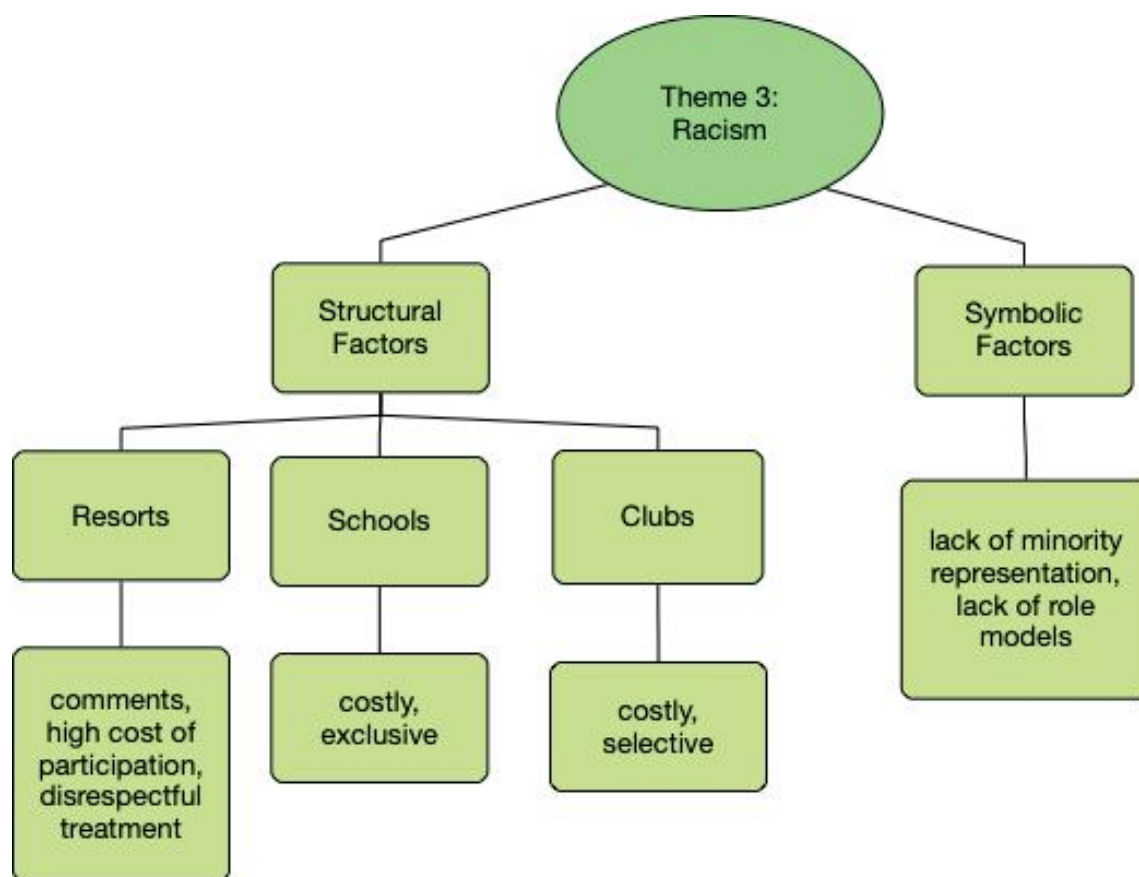 Theme 3:
Racism
Structural
Factors
Symbolic
Factors
Resorts
Schools
Clubs
lack of minority
representation,
lack of role
models
comments,
high cost of
participation,
disrespectful
treatment
costly,
exclusive
costly,
selective